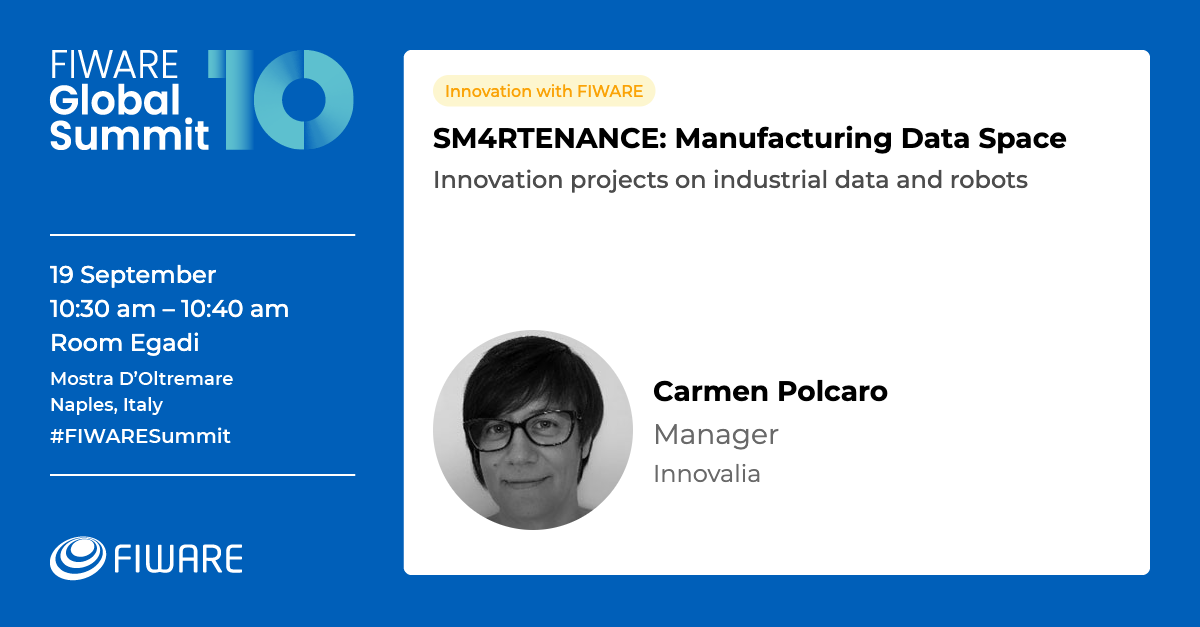 FIWARE
Global
Summit
10
19 September
10:30 am – 10:40 am
Room Egadi
Mostra D’Oltremare
Naples, Italy
#FIWARESummit
FIWARE
Innovation with FIWARE
SM4RTENANCE: Manufacturing Data Space
Innovation projects on industrial data and robots
Carmen Polcaro
Manager
Innovalia